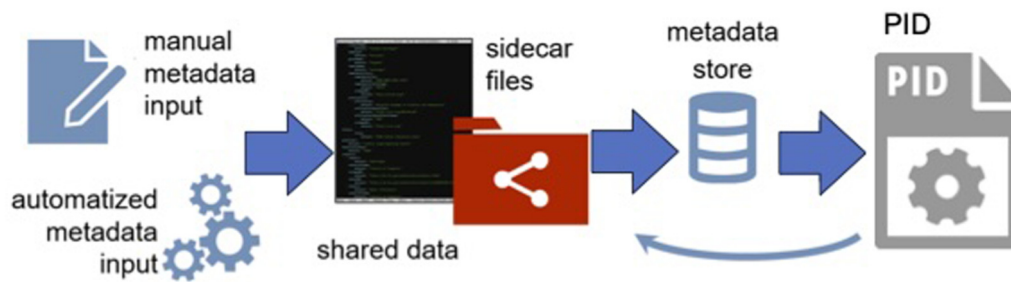 manual
metadata
input
automatized
metadata
input
sidecar
files
shared data
metadata
store
PID
PID